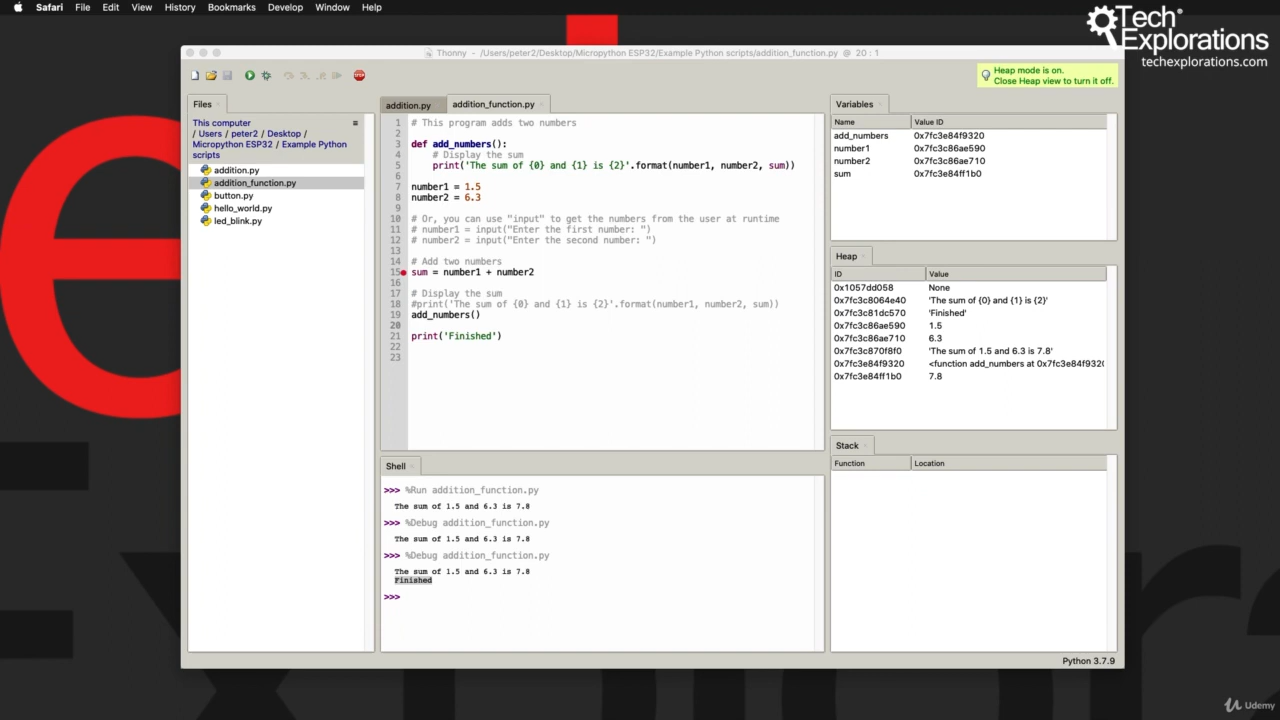 Safari File Edit View History Bookmarks Develop Window Help
Tech
Explorations
techexplorations.com
Thonny - /Users/peter2/Desktop/Micropython ESP32/Example Python scripts/addition_function.py @ 20 : 1
Heap mode is on.
Close Heap view to turn it off.
Files
This computer
/ Users / peter2 / Desktop /
Micropython ESP32 / Example Python
scripts
addition.py
addition_function.py
button.py
hello_world.py
led_blink.py
addition.py addition_function.py
1 # This program adds two numbers
2
3 def add_numbers():
4 # Display the sum
5 print('The sum of {0} and {1} is {2}'.format(number1, number2, sum))
6
7 number1 = 1.5
8 number2 = 6.3
9
10 # Or, you can use "input" to get the numbers from the user at runtime
11 # number1 = input("Enter the first number: ")
12 # number2 = input("Enter the second number: ")
13
14 # Add two numbers
15 sum = number1 + number2
16
17 # Display the sum
18 #print('The sum of {0} and {1} is {2}'.format(number1, number2, sum))
19 add_numbers()
20
21 print('Finished')
22
23
Shell
>>> %Run addition_function.py
The sum of 1.5 and 6.3 is 7.8
>>> %Debug addition_function.py
The sum of 1.5 and 6.3 is 7.8
>>> %Debug addition_function.py
The sum of 1.5 and 6.3 is 7.8
Finished
>>>
Variables
Name Value ID
add_numbers 0x7fc3e84f9320
number1 0x7fc3c86ae590
number2 0x7fc3c86ae710
sum 0x7fc3e84ff1b0
Heap
ID Value
0x1057dd058 None
0x7fc3c8064e40 'The sum of {0} and {1} is {2}'
0x7fc3c81dc570 'Finished'
0x7fc3c86ae590 1.5
0x7fc3c86ae710 6.3
0x7fc3c870f8f0 'The sum of 1.5 and 6.3 is 7.8'
0x7fc3e84f9320 <function add_numbers at 0x7fc3e84f9320
0x7fc3e84ff1b0 7.8
Stack
Function Location
Python 3.7.9
Udemy